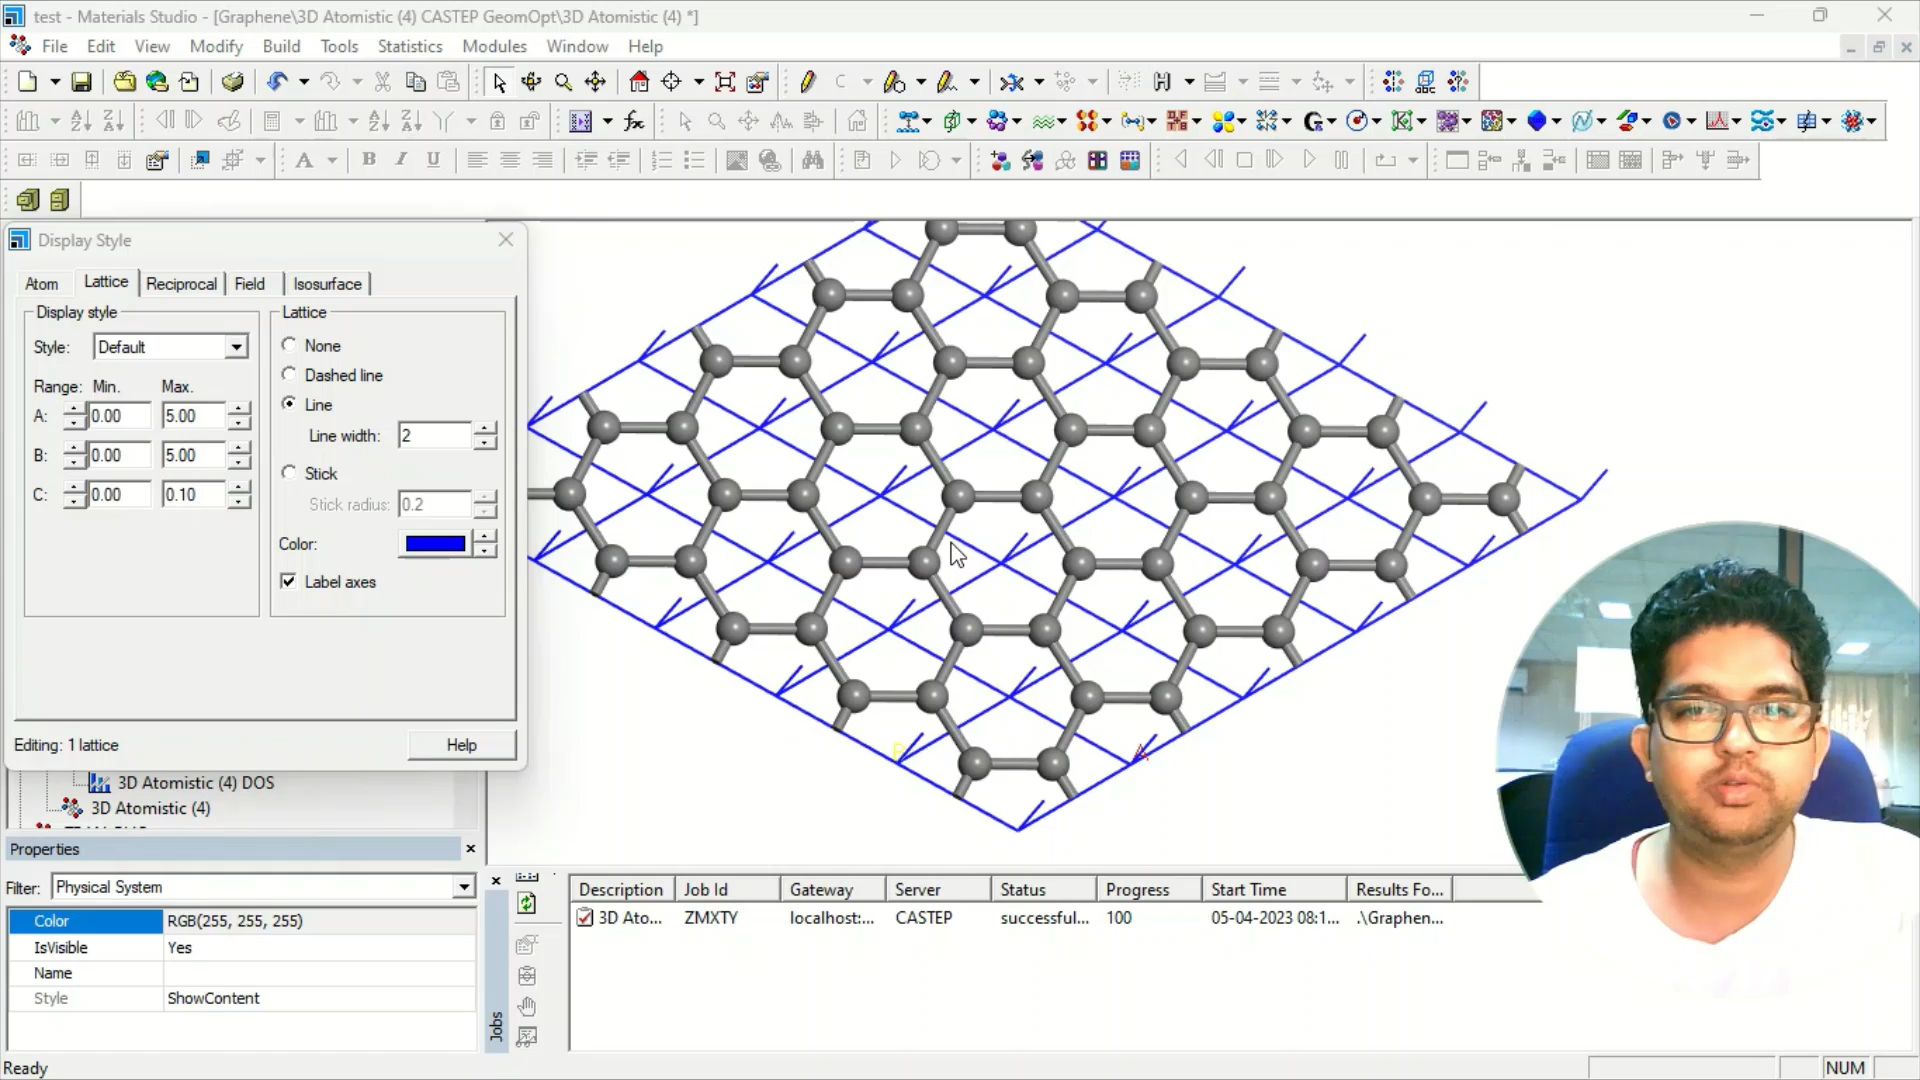 test - Materials Studio - [Graphene\3D Atomistic (4) CASTEP GeomOpt\3D Atomistic (4) *]
File Edit View Modify Build Tools Statistics Modules Window Help
Display Style
Atom Lattice Reciprocal Field Isosurface
Display style
Style: Default
Range: Min. Max.
A: 0.00 5.00
B: 0.00 5.00
C: 0.00 0.10
Lattice
None
Dashed line
Line
Line width: 2
Stick
Stick radius: 0.2
Color:
Label axes
Editing: 1 lattice
Help
B
A
3D Atomistic (4) DOS
3D Atomistic (4)
Properties
Filter: Physical System
Color RGB(255, 255, 255)
IsVisible Yes
Name
Style ShowContent
Jobs
Description Job Id Gateway Server Status Progress Start Time Results Fo...
3D Ato... ZMXTY localhost:... CASTEP successful... 100 05-04-2023 08:1... .\Graphen...
Ready
NUM